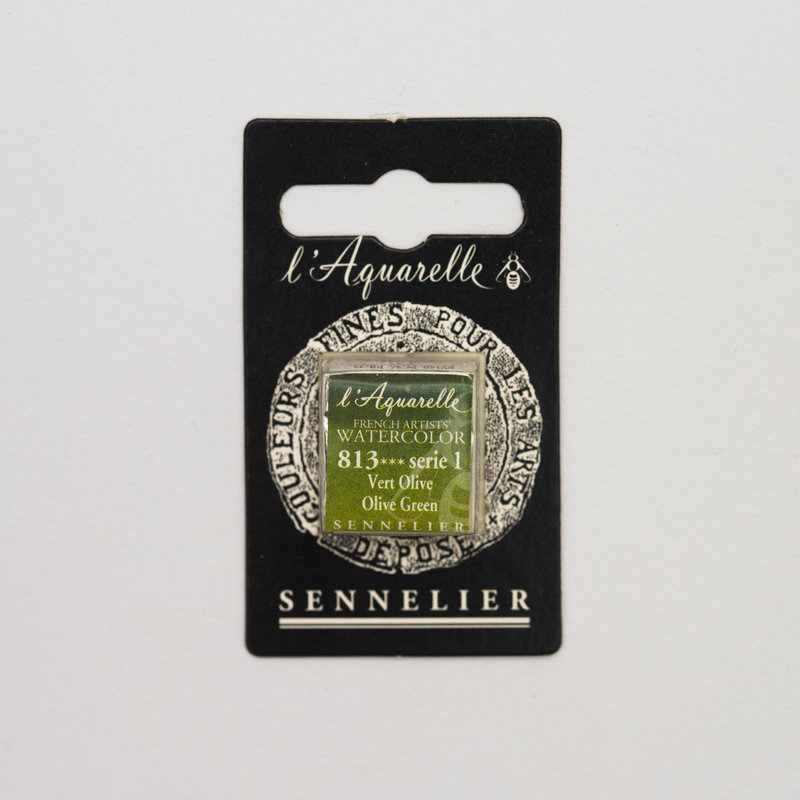 l'Aquarelle
COULEURS FINES POUR LES ARTS
DÉPOSÉ
l'Aquarelle
FRENCH ARTISTS'
WATERCOLOR
813*** serie 1
Vert Olive
Olive Green
SENNELIER
SENNELIER